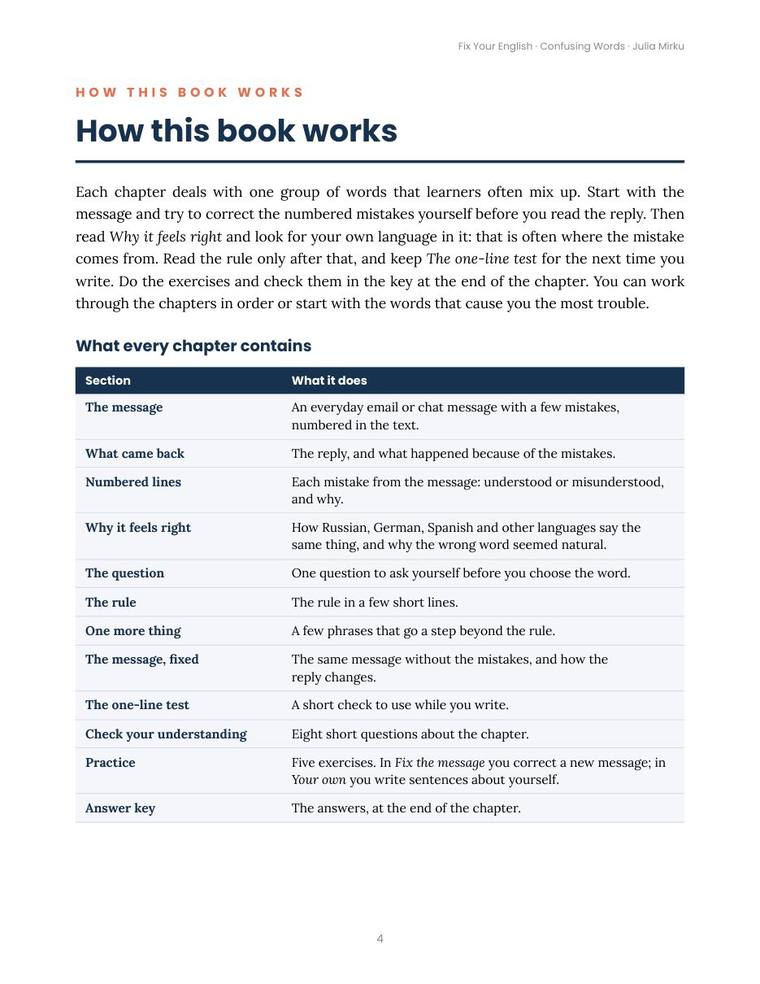 Fix Your English · Confusing Words · Julia Mirku
HOW THIS BOOK WORKS
How this book works
Each chapter deals with one group of words that learners often mix up. Start with the
message and try to correct the numbered mistakes yourself before you read the reply. Then
read Why it feels right and look for your own language in it: that is often where the mistake
comes from. Read the rule only after that, and keep The one-line test for the next time you
write. Do the exercises and check them in the key at the end of the chapter. You can work
through the chapters in order or start with the words that cause you the most trouble.
What every chapter contains
Section What it does
The message An everyday email or chat message with a few mistakes,
numbered in the text.
What came back The reply, and what happened because of the mistakes.
Numbered lines Each mistake from the message: understood or misunderstood,
and why.
Why it feels right How Russian, German, Spanish and other languages say the
same thing, and why the wrong word seemed natural.
The question One question to ask yourself before you choose the word.
The rule The rule in a few short lines.
One more thing A few phrases that go a step beyond the rule.
The message, fixed The same message without the mistakes, and how the
reply changes.
The one-line test A short check to use while you write.
Check your understanding Eight short questions about the chapter.
Practice Five exercises. In Fix the message you correct a new message; in
Your own you write sentences about yourself.
Answer key The answers, at the end of the chapter.
4